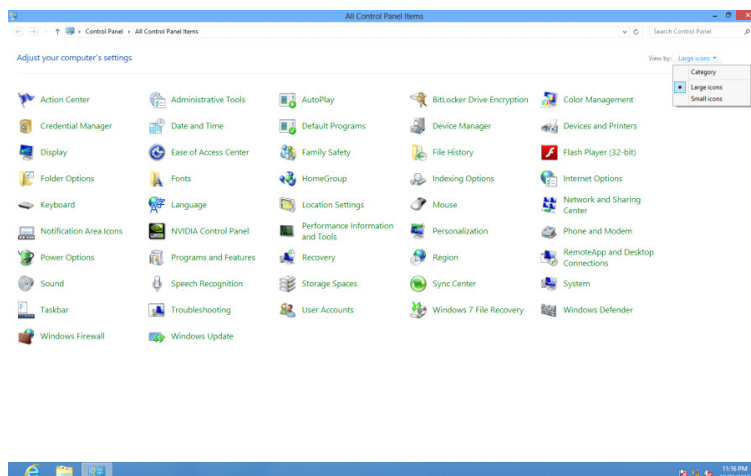 All Control Panel Items
Control Panel All Control Panel Items Search Control Panel
Adjust your computer's settings View by: Large icons
Category
Large icons
Small icons
Action Center Administrative Tools AutoPlay BitLocker Drive Encryption Color Management
Credential Manager Date and Time Default Programs Device Manager Devices and Printers
Display Ease of Access Center Family Safety File History Flash Player (32-bit)
Folder Options Fonts HomeGroup Indexing Options Internet Options
Keyboard Language Location Settings Mouse Network and Sharing
Center
Notification Area Icons NVIDIA Control Panel Performance Information
and Tools Personalization Phone and Modem
Power Options Programs and Features Recovery Region RemoteApp and Desktop
Connections
Sound Speech Recognition Storage Spaces Sync Center System
Taskbar Troubleshooting User Accounts Windows 7 File Recovery Windows Defender
Windows Firewall Windows Update
11:16 PM